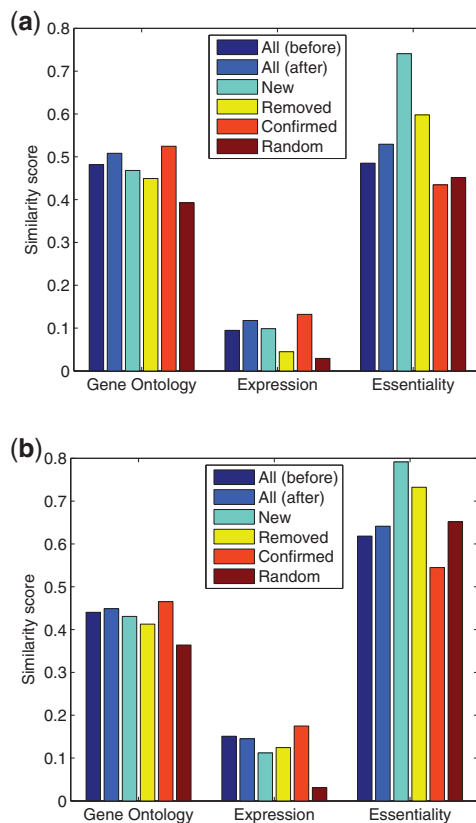 (a)
0.8
0.7
0.6
0.5
0.4
0.3
0.2
0.1
0
Similarity score
All (before)
All (after)
New
Removed
Confirmed
Random
Gene Ontology Expression Essentiality
(b)
0.8
0.7
0.6
0.5
0.4
0.3
0.2
0.1
0
Similarity score
All (before)
All (after)
New
Removed
Confirmed
Random
Gene Ontology Expression Essentiality